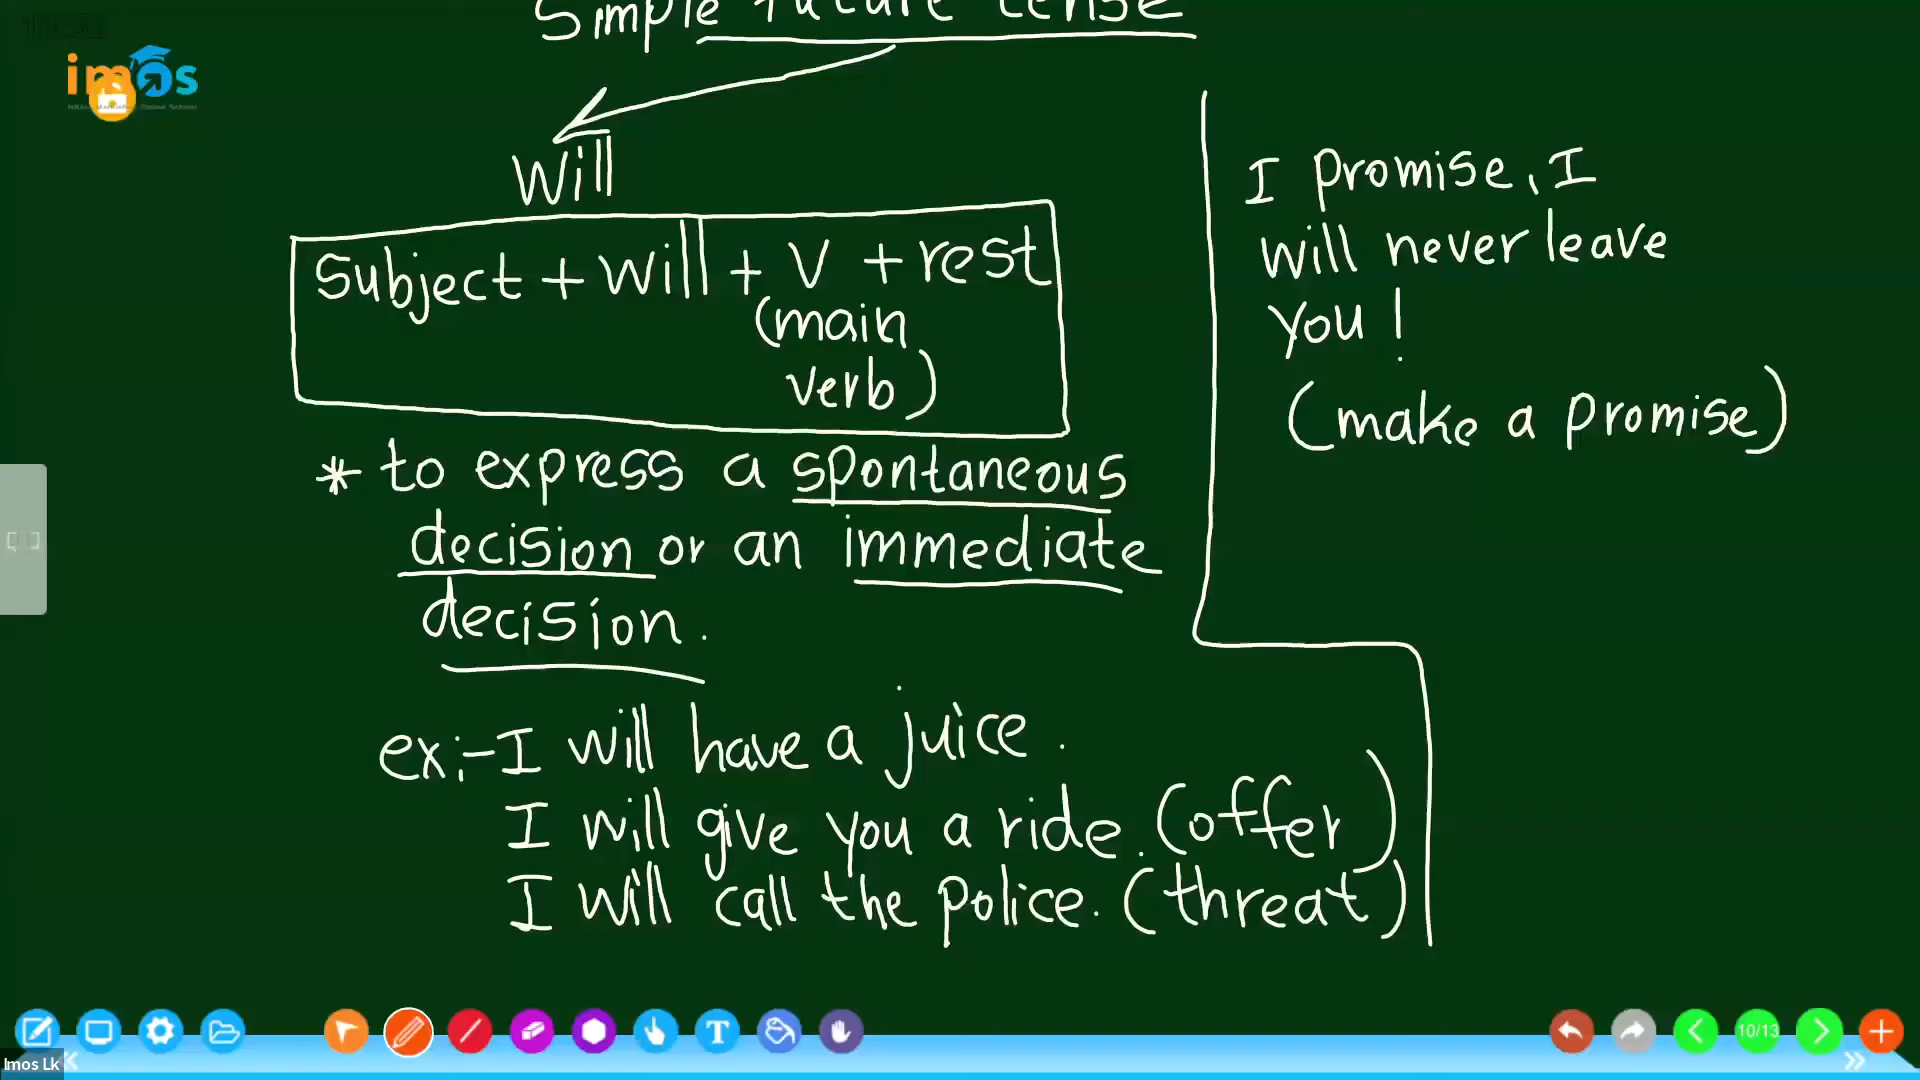 Simple future tense
imos
Will
Subject + Will + V + rest
(main
verb)
* to express a spontaneous
decision or an immediate
decision.
ex:- I will have a juice.
I will give you a ride. (offer)
I will call the police. (threat)
I promise, I
will never leave
you!
(make a promise)
T
10/13
Imos Lk